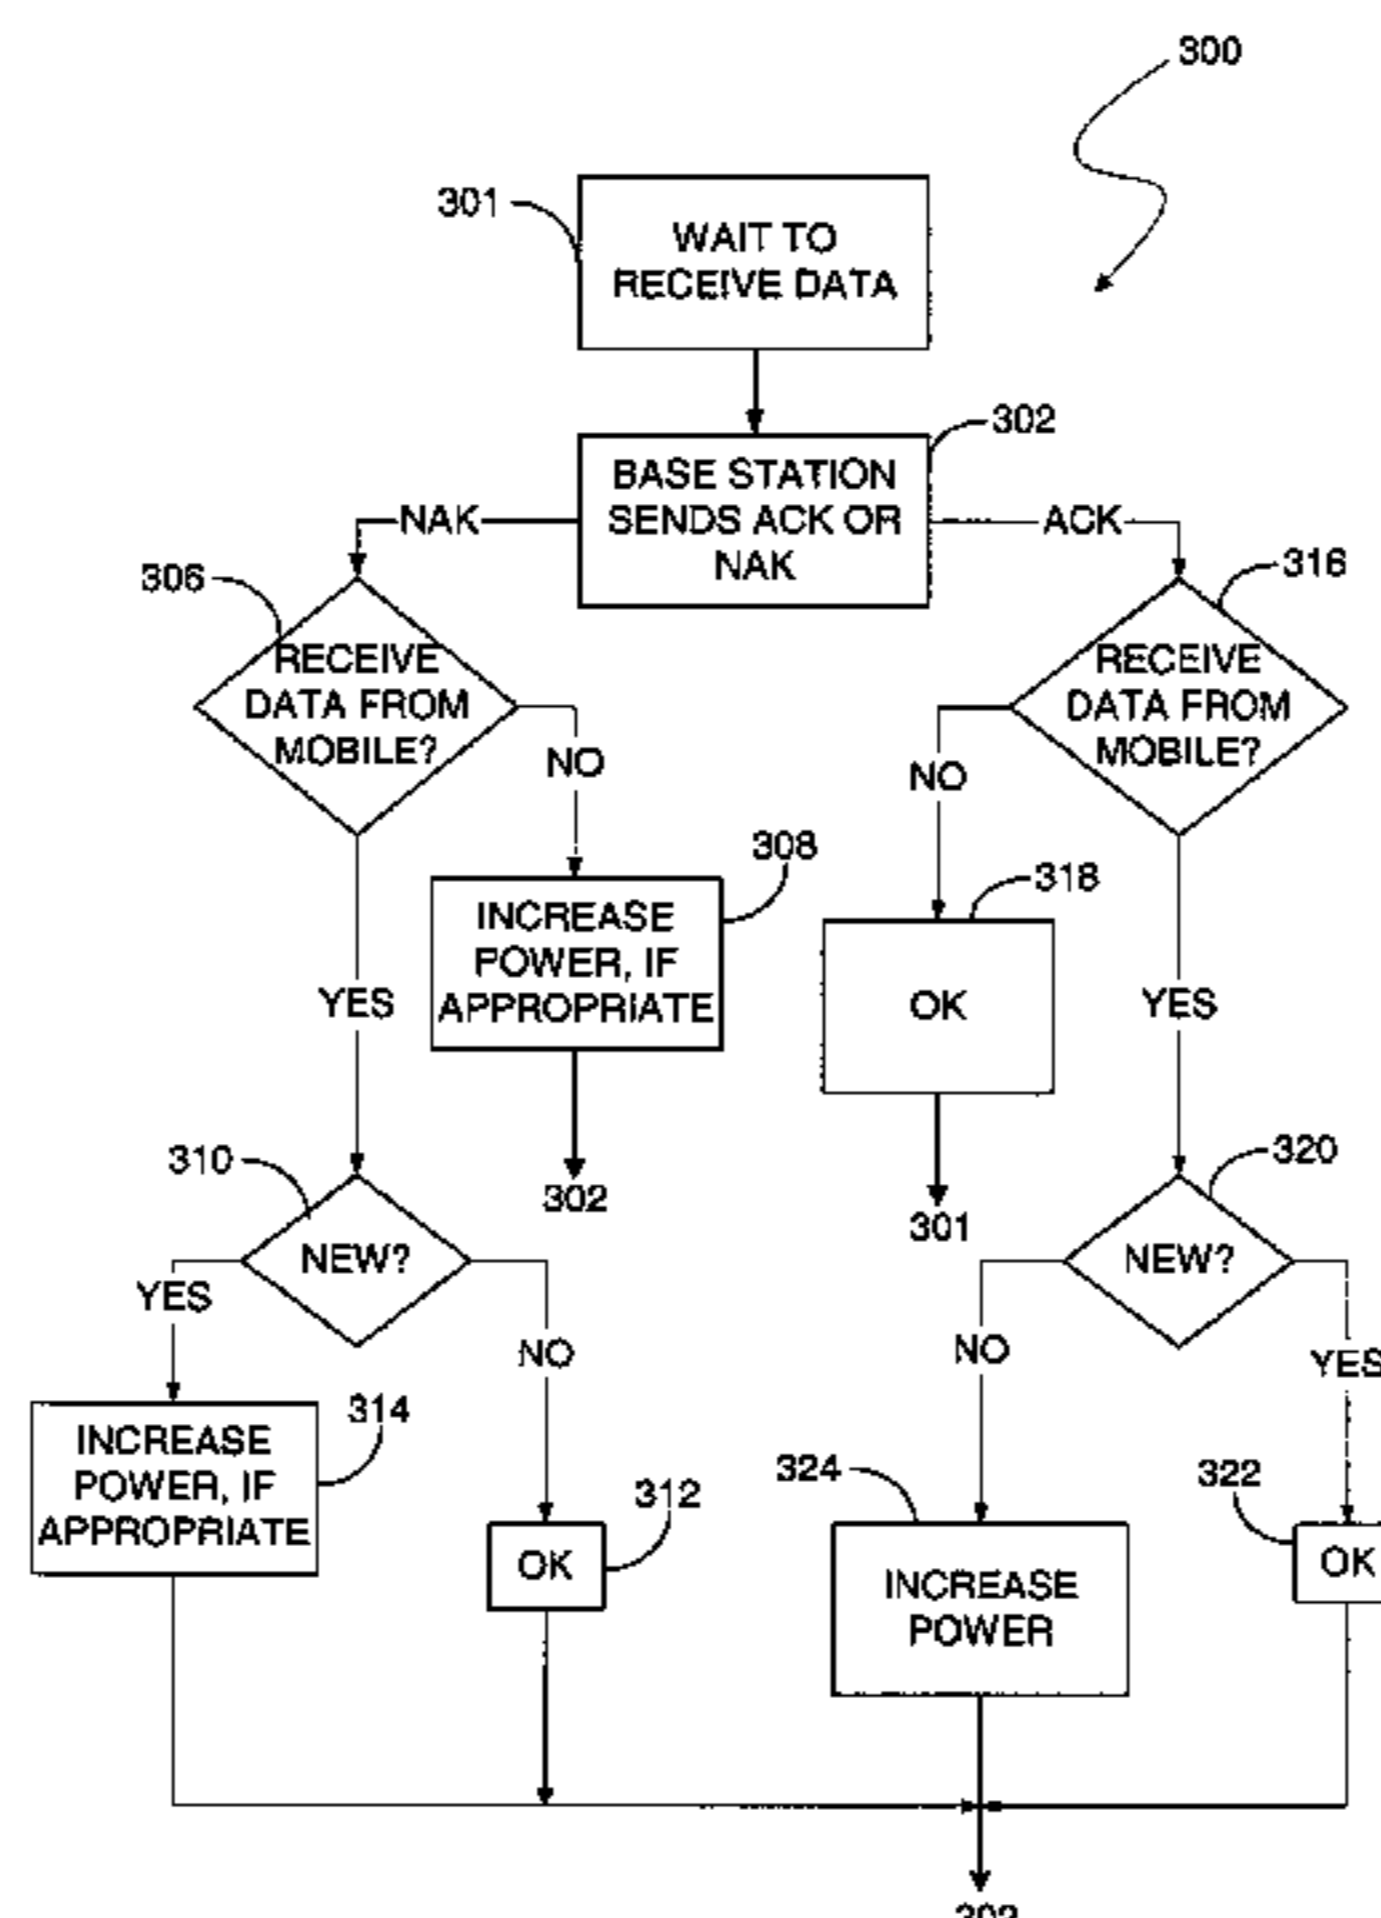 300
301
WAIT TO
RECEIVE DATA
302
BASE STATION
SENDS ACK OR
NAK
NAK
ACK
306
316
RECEIVE
DATA FROM
MOBILE?
RECEIVE
DATA FROM
MOBILE?
NO
NO
308
318
INCREASE
POWER, IF
APPROPRIATE
OK
YES
YES
302
301
310
320
NEW?
NEW?
YES
NO
NO
YES
314
INCREASE
POWER, IF
APPROPRIATE
312
OK
324
INCREASE
POWER
322
OK